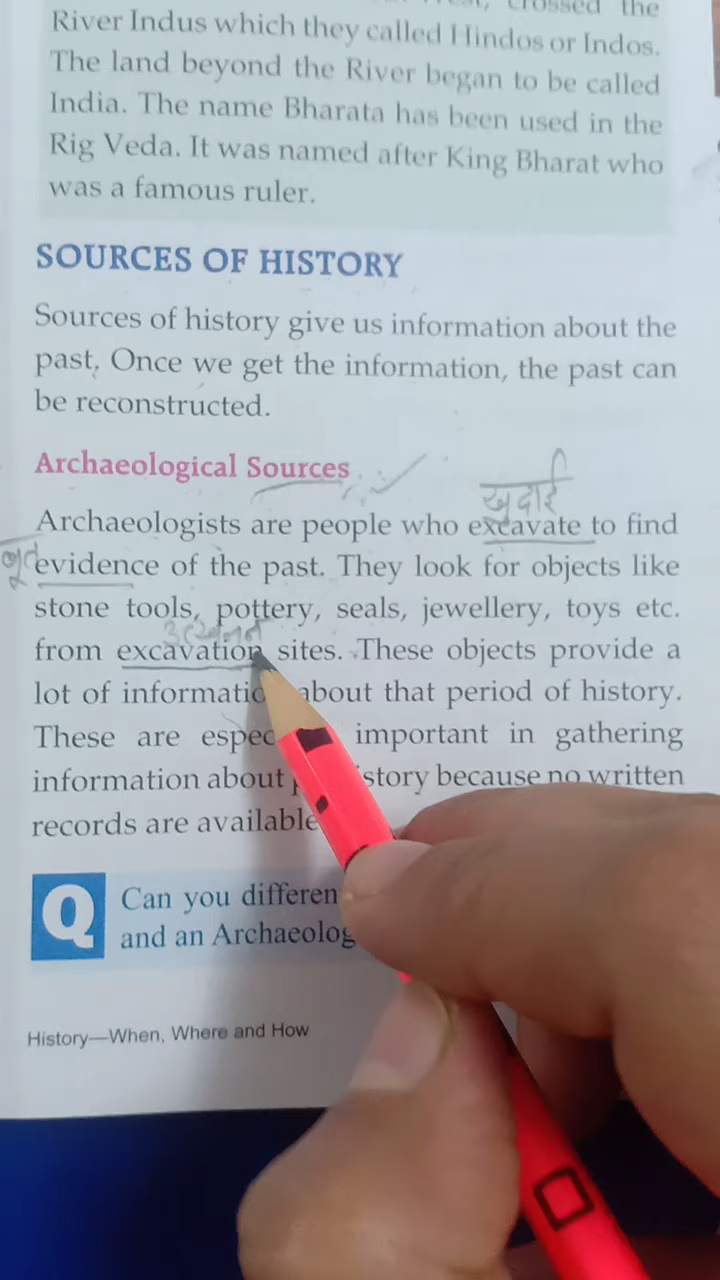 crossed the
River Indus which they called Hindos or Indos.
The land beyond the River began to be called
India. The name Bharata has been used in the
Rig Veda. It was named after King Bharat who
was a famous ruler.
SOURCES OF HISTORY
Sources of history give us information about the
past. Once we get the information, the past can
be reconstructed.
Archaeological Sources
खुदाई
Archaeologists are people who excavate to find
evidence of the past. They look for objects like
stone tools, pottery, seals, jewellery, toys etc.
उत्खनन
from excavation sites. These objects provide a
lot of about that period of history.
These are important in gathering
information about because no written
records are available
Q
Can you
and an
History—When, Where and How